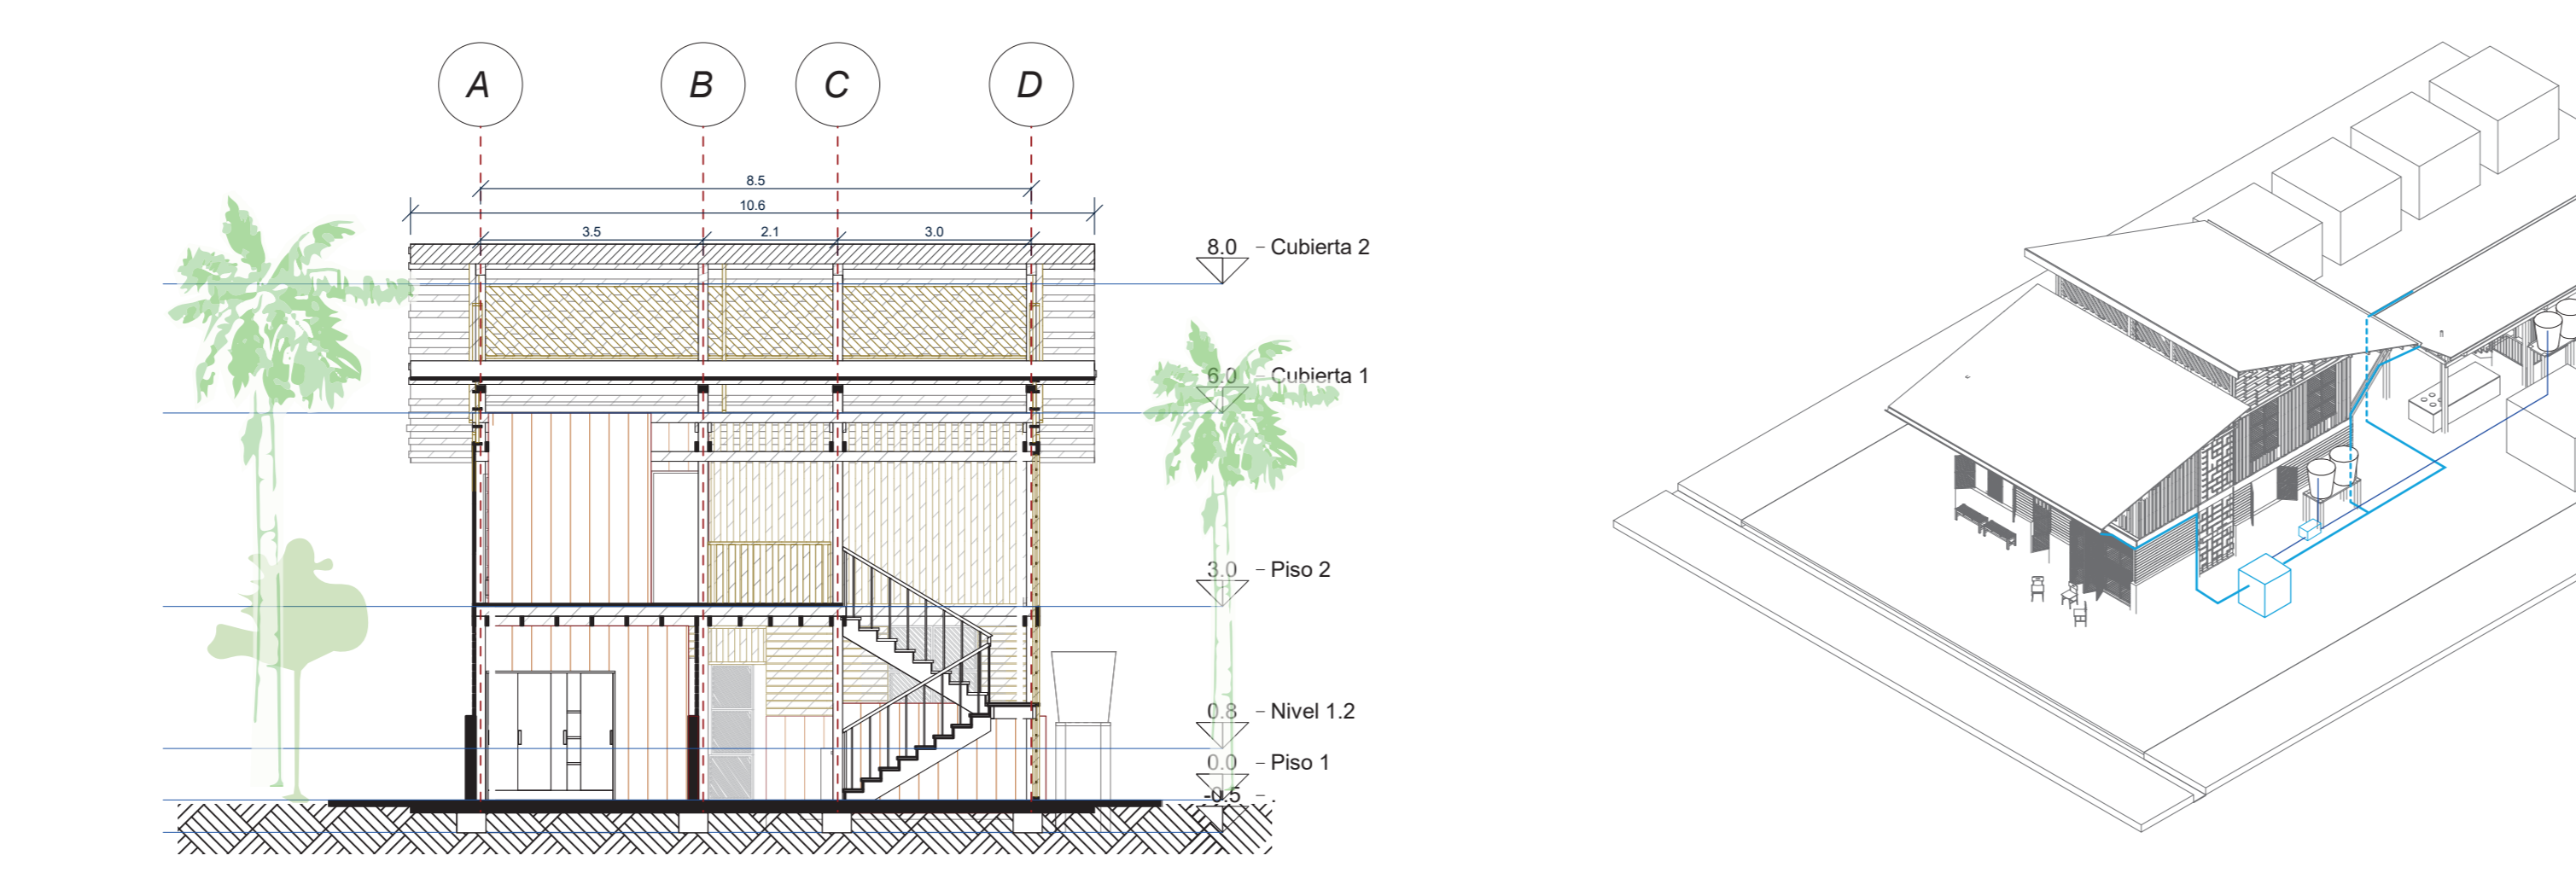 A B C D
8.5
10.6
3.5 2.1 3.0
8.0 - Cubierta 2
6.0 - Cubierta 1
3.0 - Piso 2
0.8 - Nivel 1.2
0.0 - Piso 1
-0.5 - .